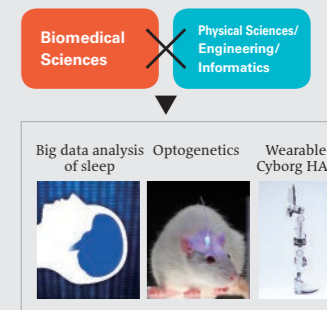 Biomedical
Sciences
Physical Sciences/
Engineering/
Informatics
Big data analysis
of sleep
Optogenetics
Wearable
Cyborg HA